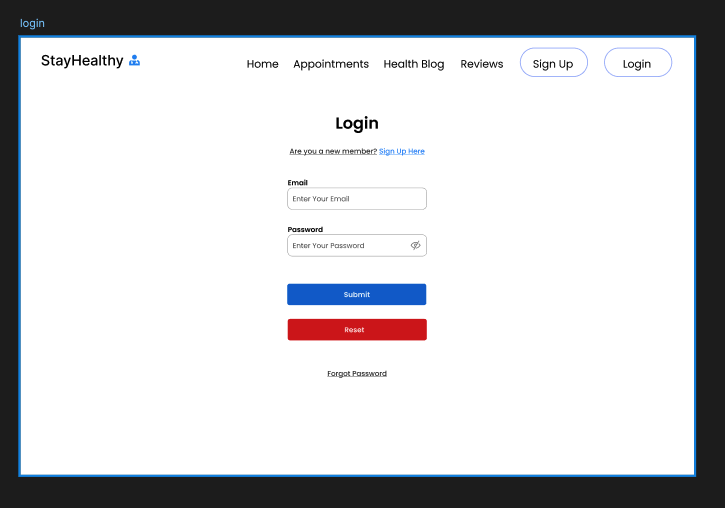 login
StayHealthy
Home Appointments Health Blog Reviews Sign Up Login
Login
Are you a new member? Sign Up Here
Email
Enter Your Email
Password
Enter Your Password
Submit
Reset
Forgot Password